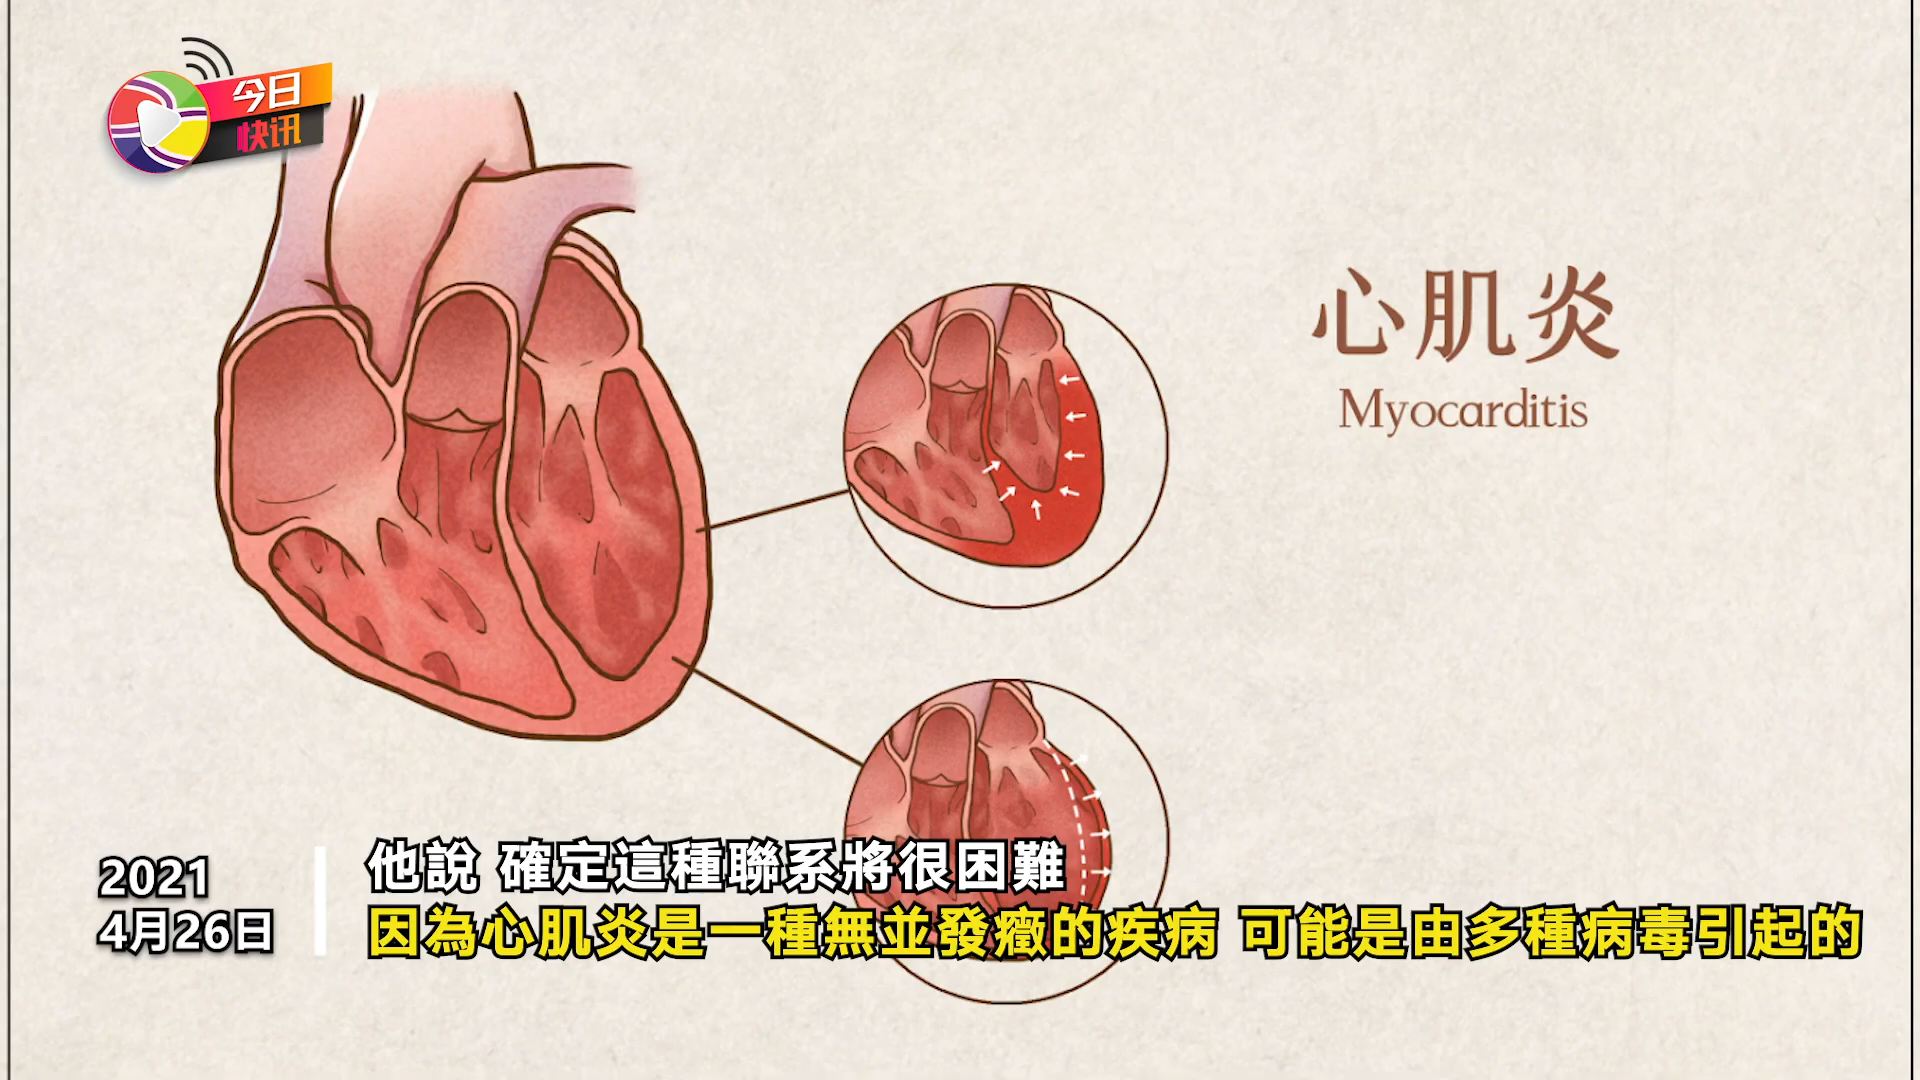 今日
快讯
心肌炎
Myocarditis
2021
4月26日
他說 確定這種聯系將很困難
因為心肌炎是一種無並發癥的疾病 可能是由多種病毒引起的